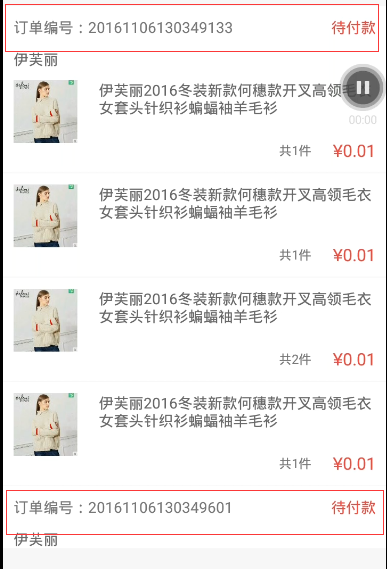 订单编号：20161106130349133 待付款
伊芙丽
伊芙丽2016冬装新款何穗款开叉高领毛衣
女套头针织衫蝙蝠袖羊毛衫
00:00
共1件 ¥0.01
伊芙丽2016冬装新款何穗款开叉高领毛衣
女套头针织衫蝙蝠袖羊毛衫
共1件 ¥0.01
伊芙丽2016冬装新款何穗款开叉高领毛衣
女套头针织衫蝙蝠袖羊毛衫
共2件 ¥0.01
伊芙丽2016冬装新款何穗款开叉高领毛衣
女套头针织衫蝙蝠袖羊毛衫
共1件 ¥0.01
订单编号：20161106130349601 待付款
伊芙丽